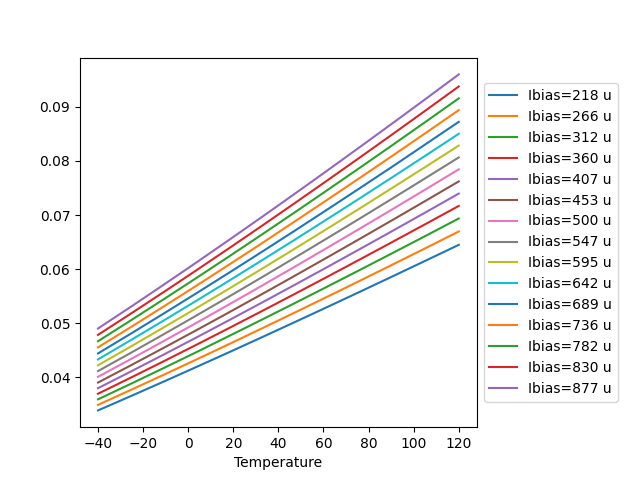 0.09
0.08
0.07
0.06
0.05
0.04
−40
−20
0
20
40
60
80
100
120
Temperature
Ibias=218 u
Ibias=266 u
Ibias=312 u
Ibias=360 u
Ibias=407 u
Ibias=453 u
Ibias=500 u
Ibias=547 u
Ibias=595 u
Ibias=642 u
Ibias=689 u
Ibias=736 u
Ibias=782 u
Ibias=830 u
Ibias=877 u